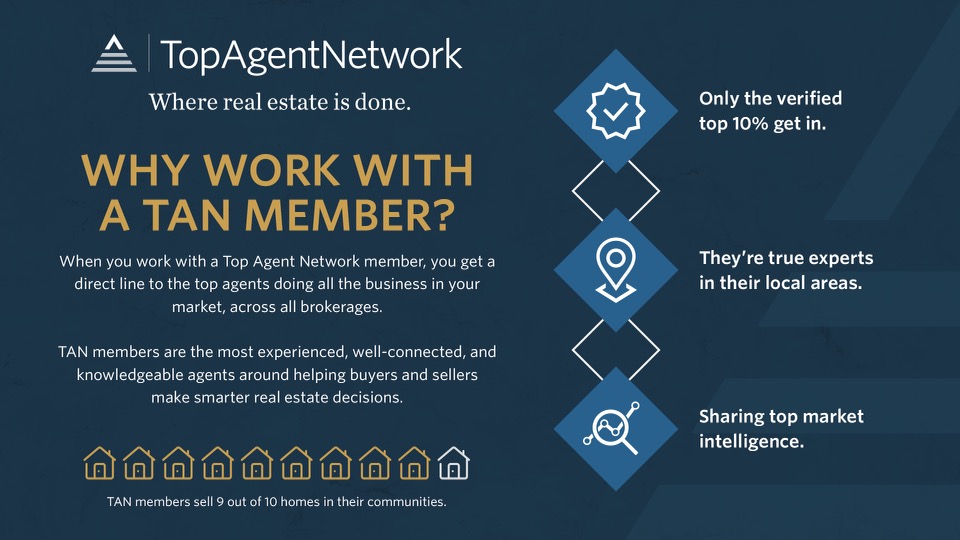 TopAgentNetwork
Where real estate is done.
WHY WORK WITH
A TAN MEMBER?
When you work with a Top Agent Network member, you get a
direct line to the top agents doing all the business in your
market, across all brokerages.
TAN members are the most experienced, well-connected, and
knowledgeable agents around helping buyers and sellers
make smarter real estate decisions.
TAN members sell 9 out of 10 homes in their communities.
Only the verified
top 10% get in.
They're true experts
in their local areas.
Sharing top market
intelligence.